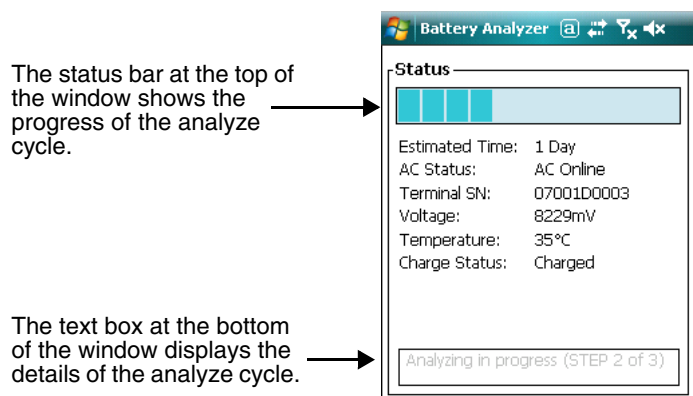 Battery Analyzer a
The status bar at the top of
the window shows the
progress of the analyze
cycle.
Status
Estimated Time: 1 Day
AC Status: AC Online
Terminal SN: 07001D0003
Voltage: 8229mV
Temperature: 35°C
Charge Status: Charged
The text box at the bottom
of the window displays the
details of the analyze cycle.
Analyzing in progress (STEP 2 of 3)